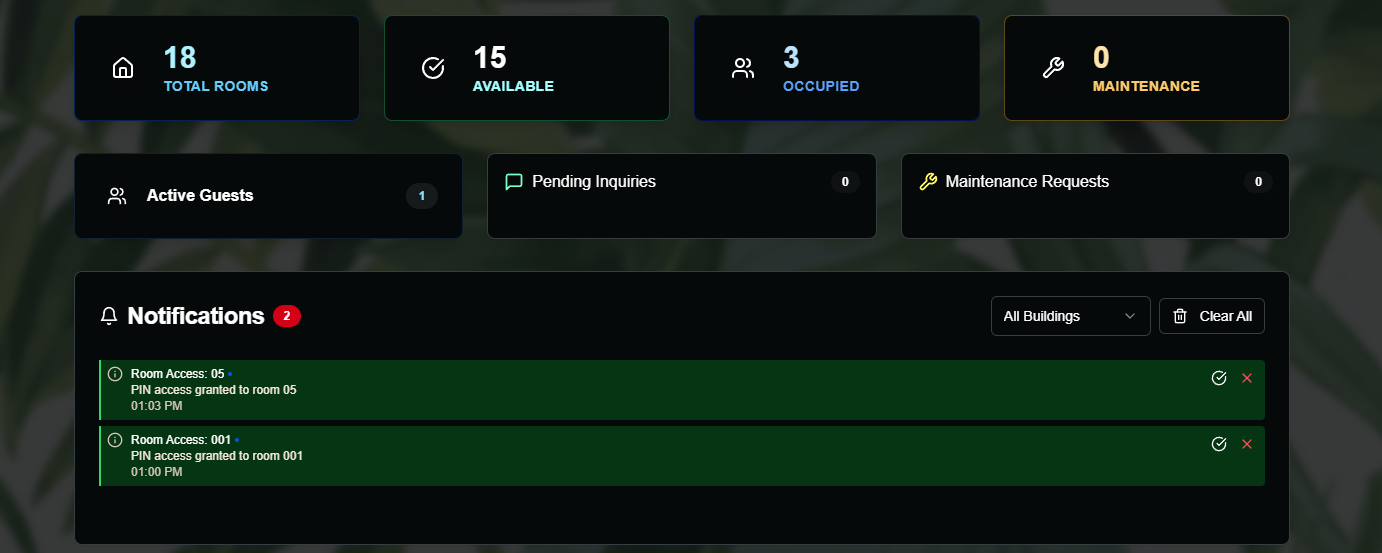 18
TOTAL ROOMS
15
AVAILABLE
3
OCCUPIED
0
MAINTENANCE
Active Guests
1
Pending Inquiries
0
Maintenance Requests
0
Notifications
2
All Buildings
Clear All
Room Access: 05
PIN access granted to room 05
01:03 PM
Room Access: 001
PIN access granted to room 001
01:00 PM